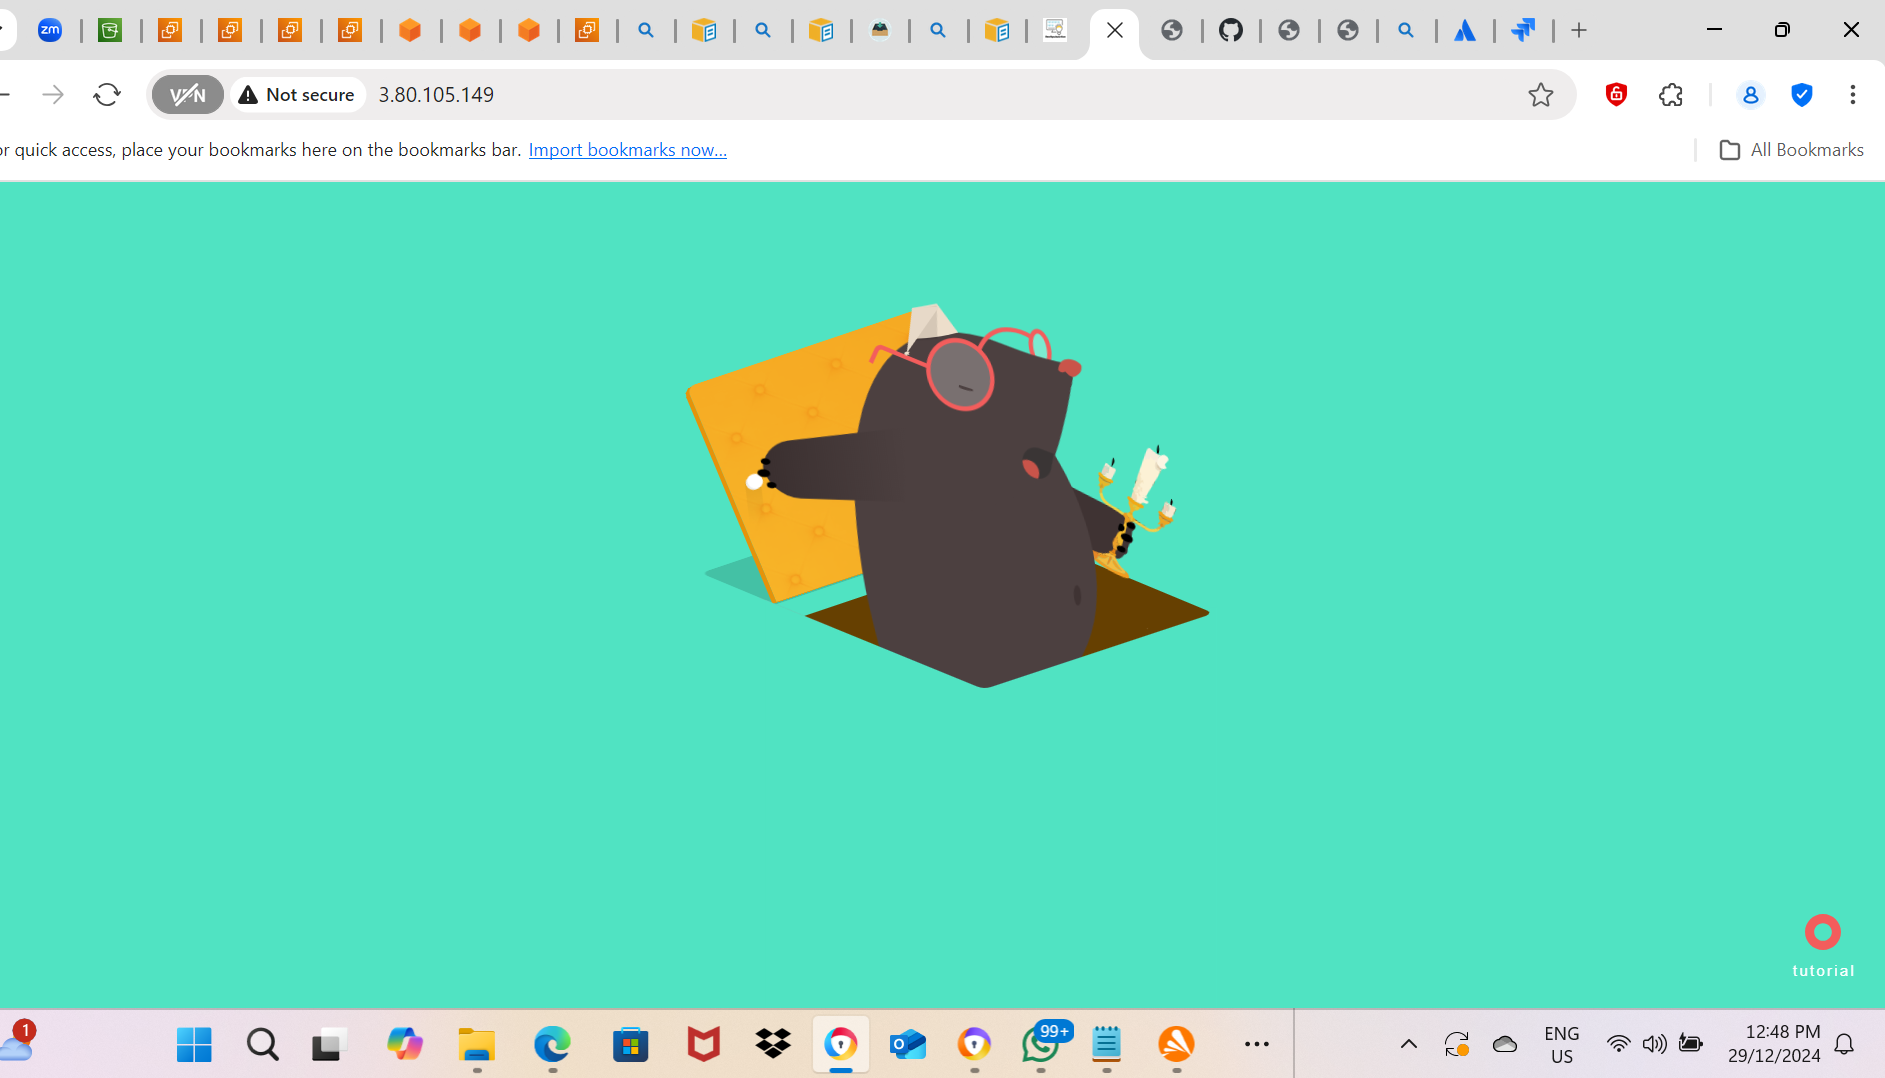 zm
VPN Not secure 3.80.105.149
or quick access, place your bookmarks here on the bookmarks bar. Import bookmarks now...
All Bookmarks
tutorial
1
99+
ENG
US
12:48 PM
29/12/2024